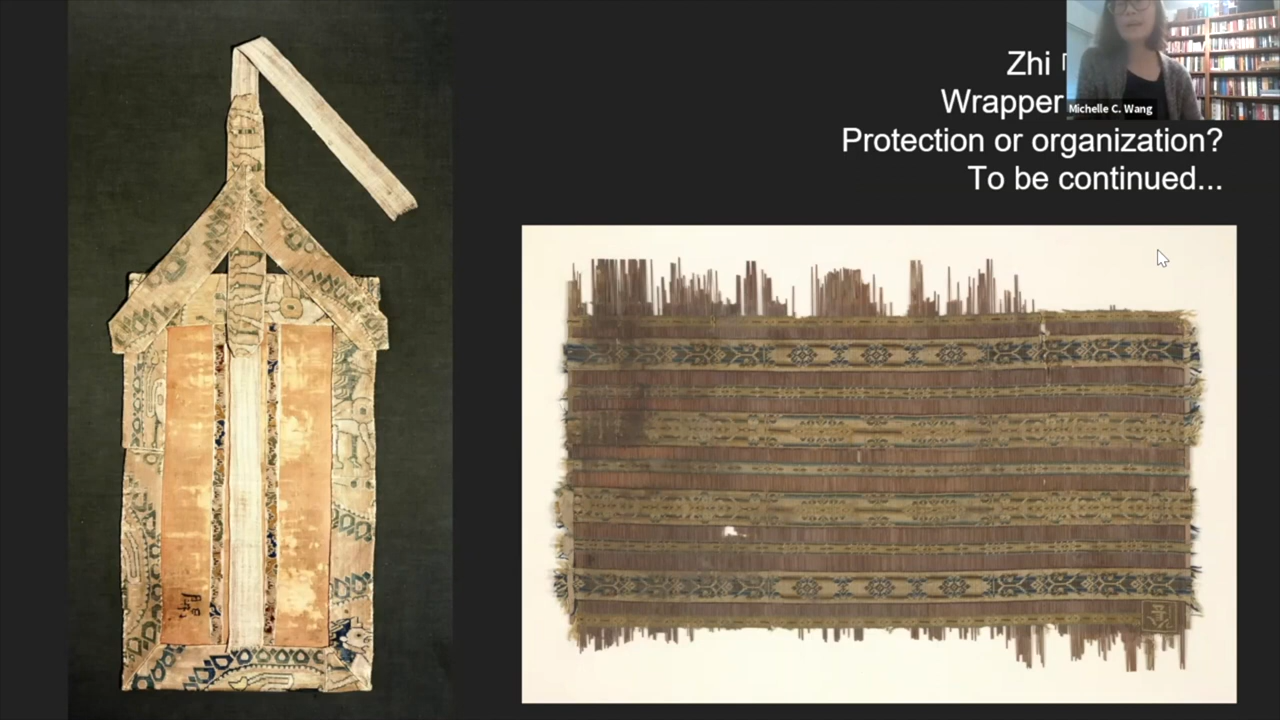 Zhi
Wrapper
Protection or organization?
To be continued...
Michelle C. Wang